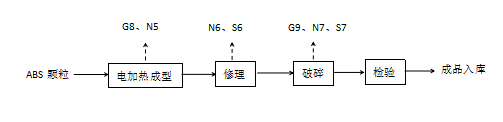 G8、N5
N6、S6
G9、N7、S7
ABS 颗粒
电加热成型
修理
破碎
检验
成品入库